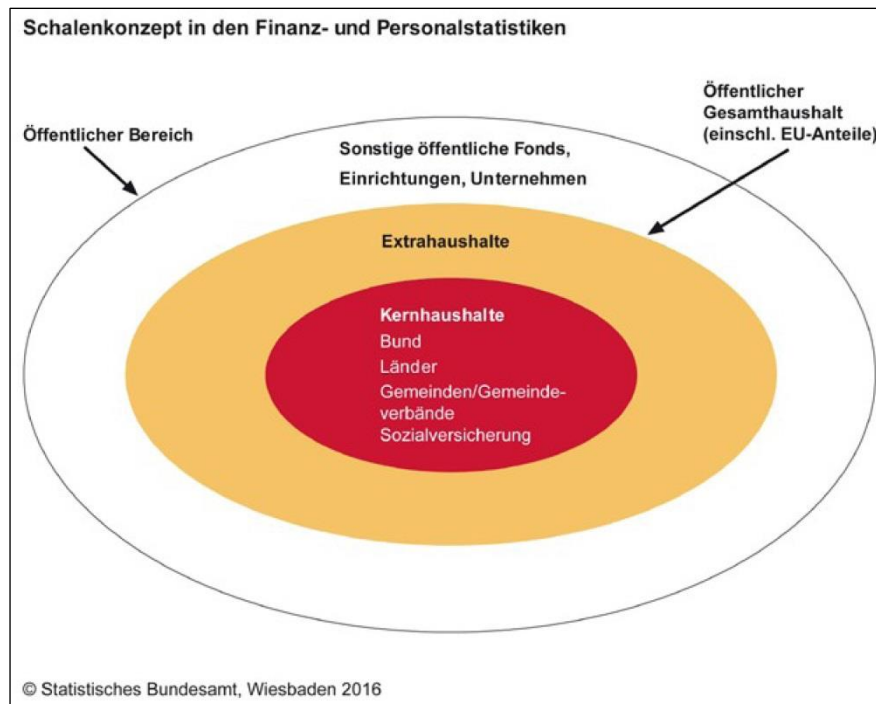 Schalenkonzept in den Finanz- und Personalstatistiken
Öffentlicher Bereich
Öffentlicher
Gesamthaushalt
(einschl. EU-Anteile)
Sonstige öffentliche Fonds,
Einrichtungen, Unternehmen
Extrahaushalte
Kernhaushalte
Bund
Länder
Gemeinden/Gemeinde-
verbände
Sozialversicherung
© Statistisches Bundesamt, Wiesbaden 2016